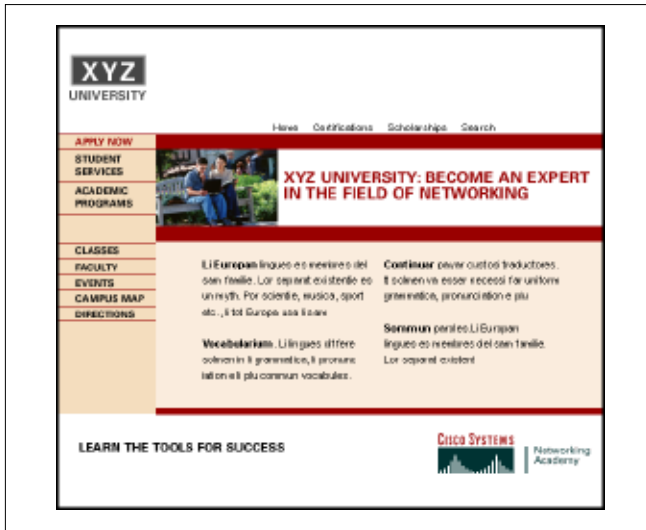 XYZ
UNIVERSITY
Home Certifications Scholarships Search
APPLY NOW
STUDENT
SERVICES
ACADEMIC
PROGRAMS
CLASSES
FACULTY
EVENTS
CAMPUS MAP
DIRECTIONS
XYZ UNIVERSITY: BECOME AN EXPERT
IN THE FIELD OF NETWORKING
Li Europan lingues es membres del
sam familie. Lor separat existentie es
un myth. Por scientie, musica, sport
etc., li tot Europa usa li sam
Vocabularium. Li lingues differe
solmen in li grammatica, li pronunc
iation e li plu commun vocabules.
Continuar payar custosi traductores.
It solmen va esser necessi far uniform
grammatica, pronunciation e plu
Sommun paroles. Li Europan
lingues es membres del sam familie.
Lor separat existent
LEARN THE TOOLS FOR SUCCESS
CISCO SYSTEMS
Networking
Academy